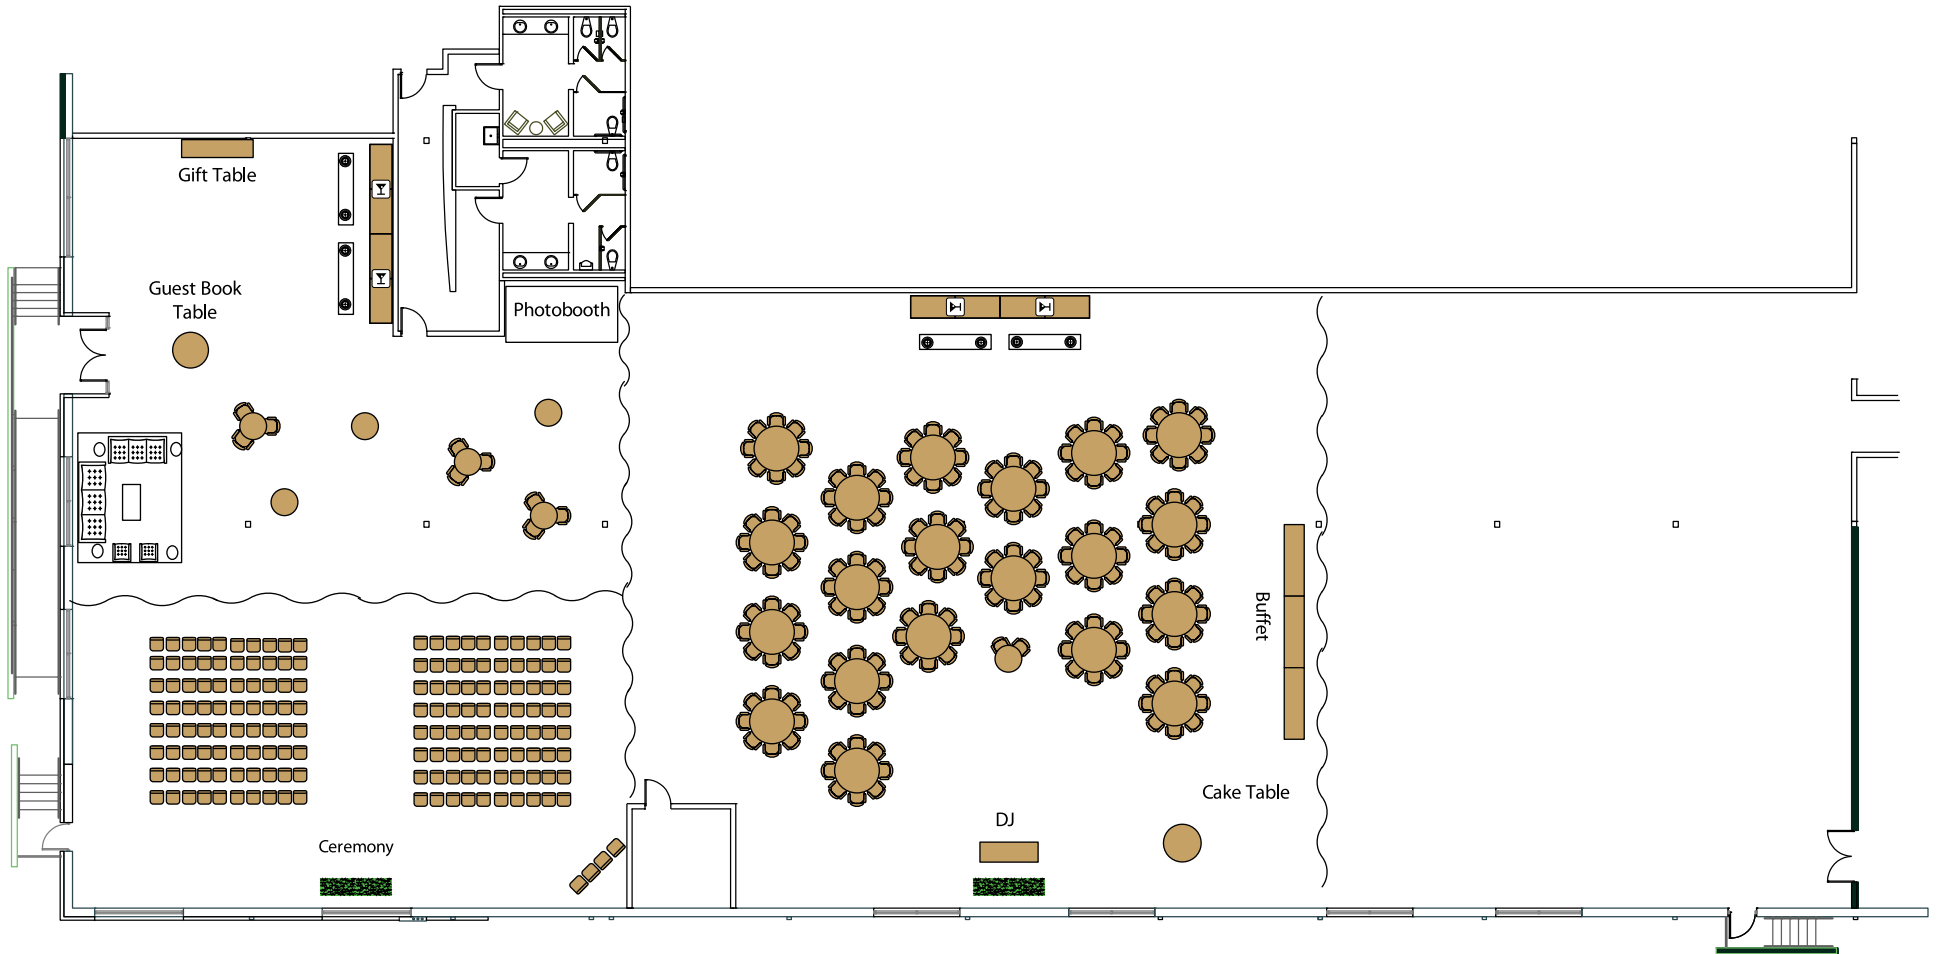 Gift Table
Guest Book
Table
Photobooth
Buffet
Cake Table
DJ
Ceremony